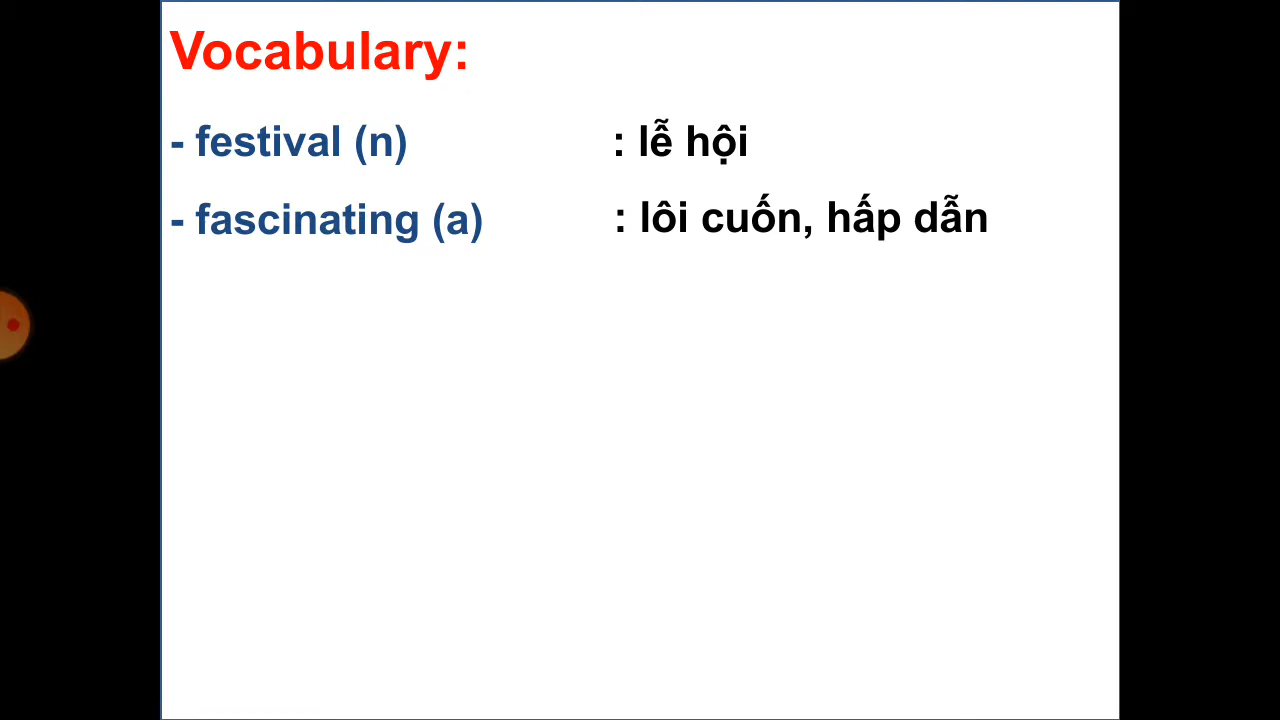 Vocabulary:
- festival (n) : lễ hội
- fascinating (a) : lôi cuốn, hấp dẫn